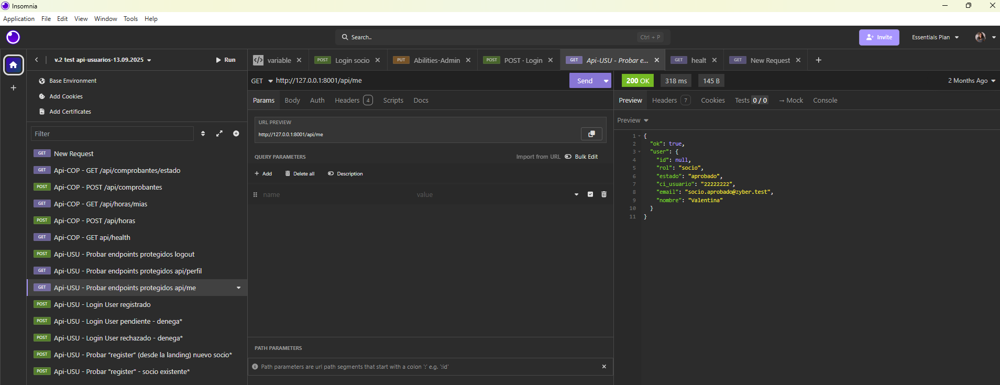 Insomnia
Application File Edit View Window Tools Help
Search.. Ctrl + P
Invite
Essentials Plan
v.2 test api-usuarios-13.09.2025
Run
Base Environment
Add Cookies
Add Certificates
Filter
GET New Request
GET Api-COP - GET /api/comprobantes/estado
POST Api-COP - POST /api/comprobantes
GET Api-COP - GET /api/horas/mias
POST Api-COP - POST /api/horas
GET Api-COP - GET api/health
POST Api-USU - Probar endpoints protegidos logout
GET Api-USU - Probar endpoints protegidos api/perfil
GET Api-USU - Probar endpoints protegidos api/me
POST Api-USU - Login User registrado
POST Api-USU - Login User pendiente - denega*
POST Api-USU - Login User rechazado - denega*
POST Api-USU - Probar “register” (desde la landing) nuevo socio*
POST Api-USU - Probar "register" - socio existente*
variable
POST Login socio
PUT Abilities-Admin
POST POST · Login
GET Api-USU - Probar e...
GET healt
GET New Request
GET http://127.0.0.1:8001/api/me
Send
Params Body Auth Headers 4 Scripts Docs
URL PREVIEW
http://127.0.0.1:8001/api/me
QUERY PARAMETERS Import from URL Bulk Edit
+ Add Delete all Description
name value
PATH PARAMETERS
Path parameters are url path segments that start with a colon ':' e.g. ':id'
200 OK 318 ms 145 B 2 Months Ago
Preview Headers 7 Cookies Tests 0 / 0 → Mock Console
Preview
1 {
2 "ok": true,
3 "user": {
4 "id": null,
5 "rol": "socio",
6 "estado": "aprobado",
7 "ci_usuario": "22222222",
8 "email": "socio.aprobado@zyber.test",
9 "nombre": "Valentina"
10 }
11 }